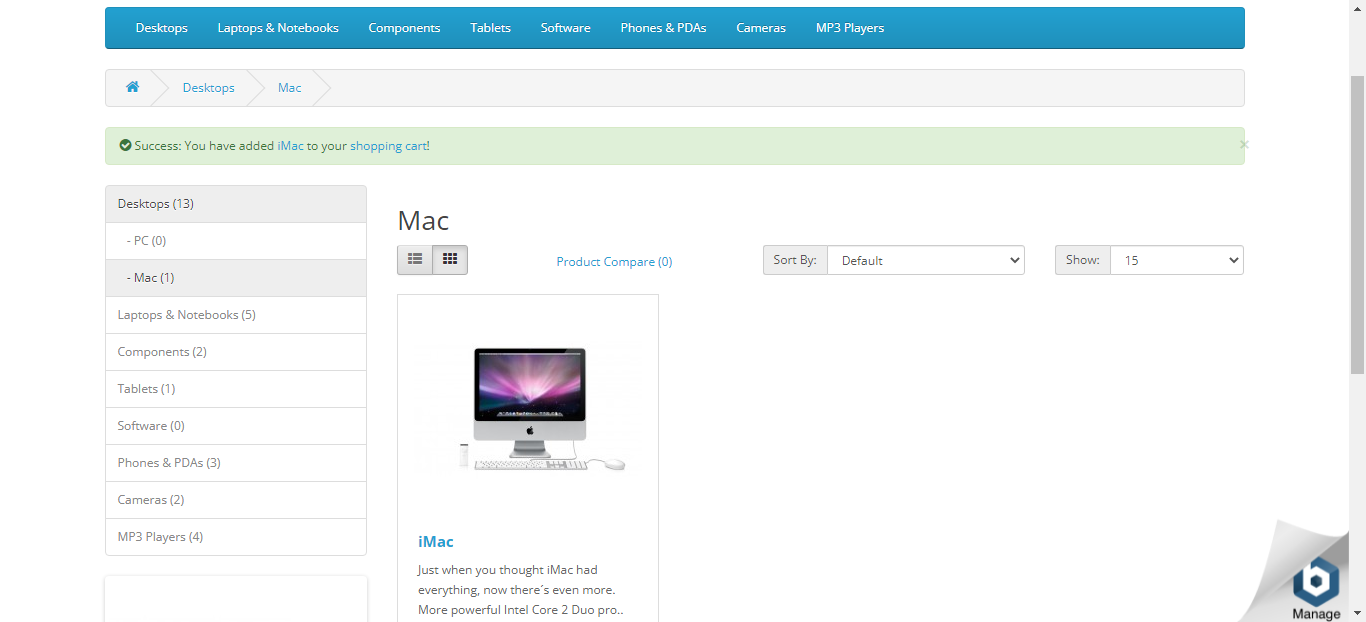 Desktops Laptops & Notebooks Components Tablets Software Phones & PDAs Cameras MP3 Players
Desktops Mac
Success: You have added iMac to your shopping cart!
×
Desktops (13)
- PC (0)
- Mac (1)
Laptops & Notebooks (5)
Components (2)
Tablets (1)
Software (0)
Phones & PDAs (3)
Cameras (2)
MP3 Players (4)
Mac
Product Compare (0)
Sort By: Default
Show: 15
iMac
Just when you thought iMac had
everything, now there´s even more.
More powerful Intel Core 2 Duo pro..
b
Manage